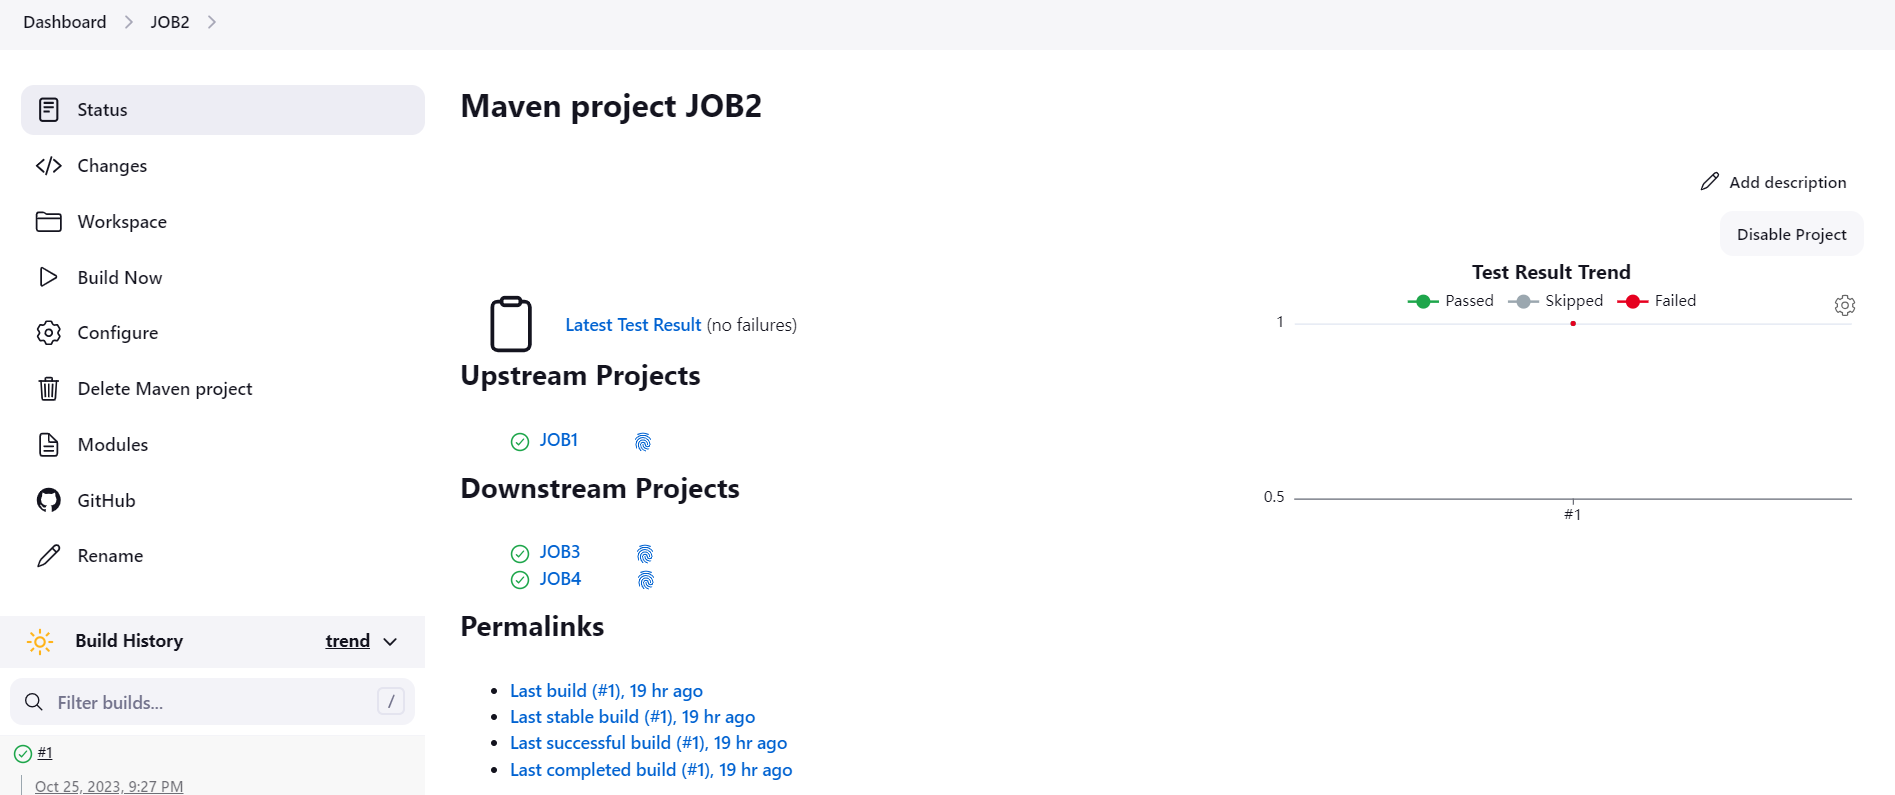 Dashboard
JOB2
Status
Changes
Workspace
Build Now
Configure
Delete Maven project
Modules
GitHub
Rename
Build History
trend
Filter builds...
/
#1
Oct 25, 2023, 9:27 PM
Maven project JOB2
Add description
Disable Project
Latest Test Result (no failures)
Upstream Projects
JOB1
Downstream Projects
JOB3
JOB4
Permalinks
Last build (#1), 19 hr ago
Last stable build (#1), 19 hr ago
Last successful build (#1), 19 hr ago
Last completed build (#1), 19 hr ago
Test Result Trend
Passed Skipped Failed
1
0.5
#1